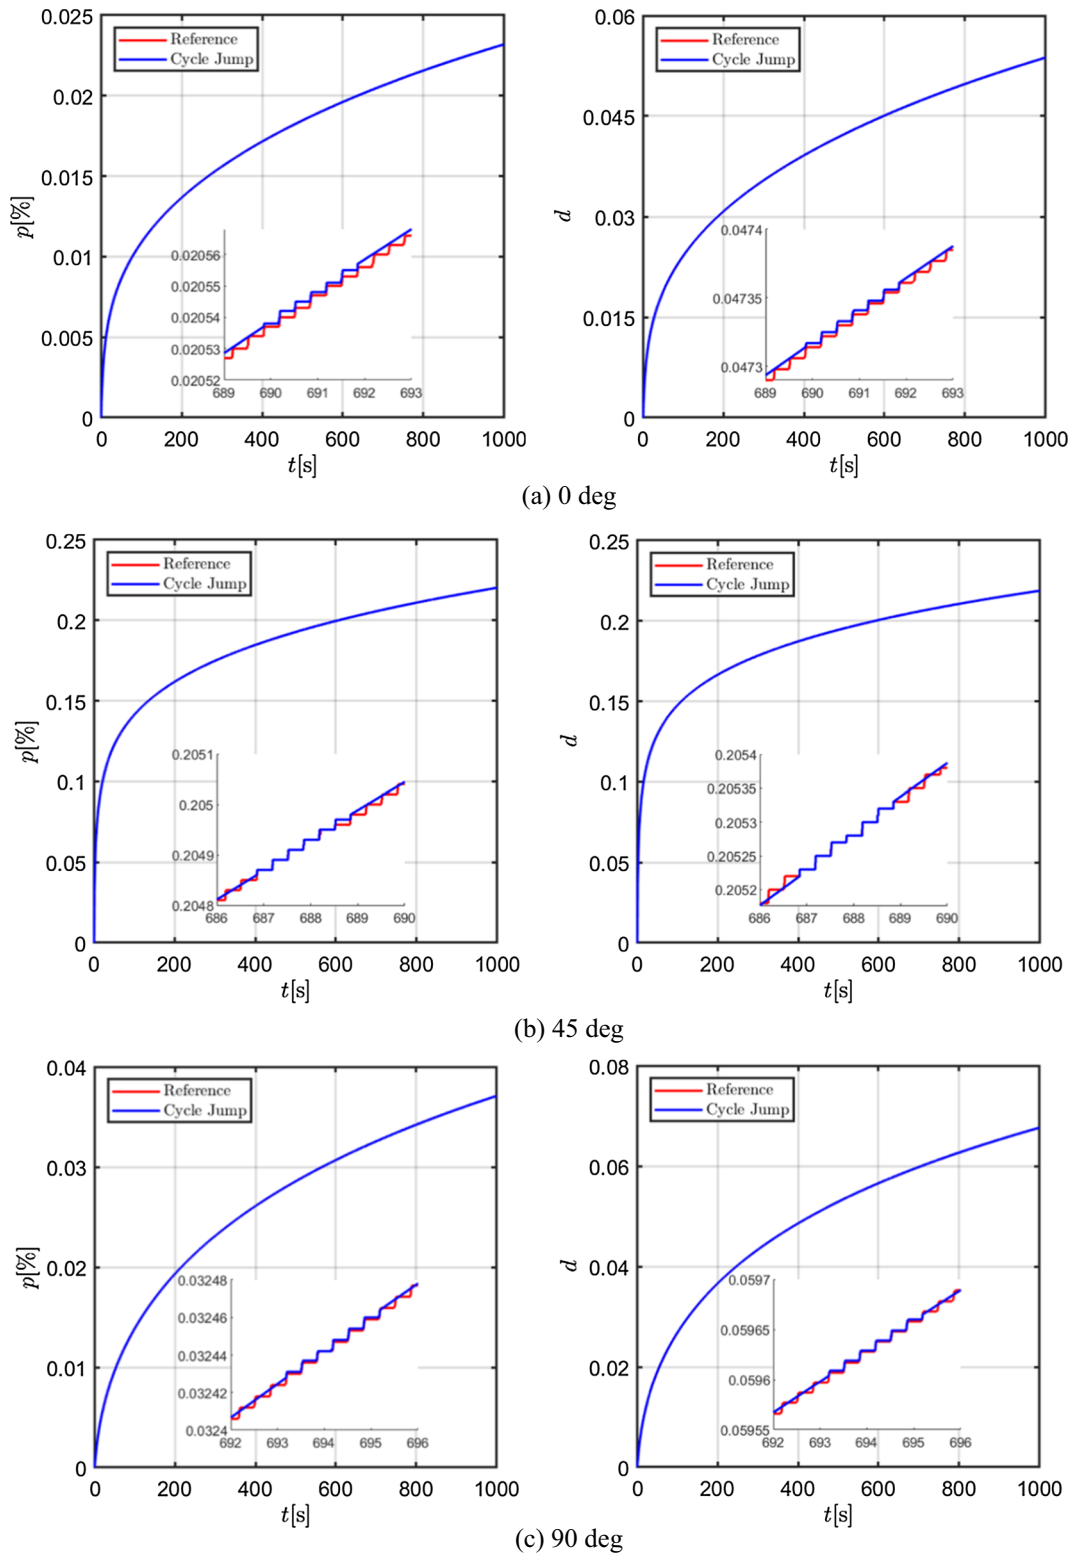 0.025
0.02
0.015
0.01
0.005
0
p[%]
Reference
Cycle Jump
0.02056
0.02055
0.02054
0.02053
0.02052
689 690 691 692 693
0 200 400 600 800 1000
t[s]
0.06
0.045
0.03
0.015
0
d
Reference
Cycle Jump
0.0474
0.04735
0.0473
689 690 691 692 693
0 200 400 600 800 1000
t[s]
(a) 0 deg
0.25
0.2
0.15
0.1
0.05
0
p[%]
Reference
Cycle Jump
0.2051
0.205
0.2049
0.2048
686 687 688 689 690
0 200 400 600 800 1000
t[s]
0.25
0.2
0.15
0.1
0.05
0
d
Reference
Cycle Jump
0.2054
0.20535
0.2053
0.20525
0.2052
686 687 688 689 690
0 200 400 600 800 1000
t[s]
(b) 45 deg
0.04
0.03
0.02
0.01
0
p[%]
Reference
Cycle Jump
0.03248
0.03246
0.03244
0.03242
0.0324
692 693 694 695 696
0 200 400 600 800 1000
t[s]
0.08
0.06
0.04
0.02
0
d
Reference
Cycle Jump
0.0597
0.05965
0.0596
0.05955
692 693 694 695 696
0 200 400 600 800 1000
t[s]
(c) 90 deg